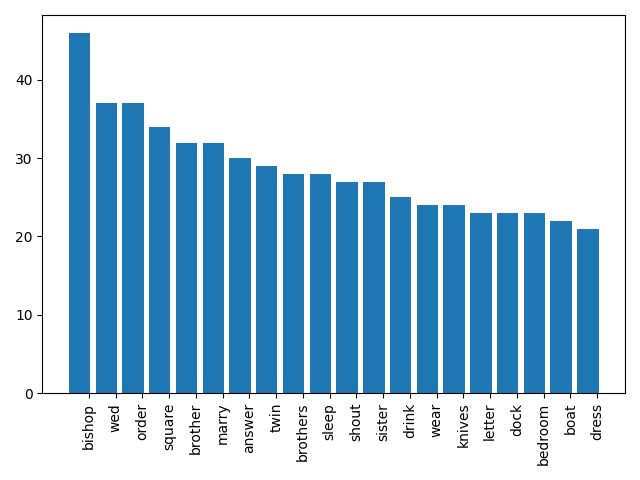 40
30
20
10
0
bishop
wed
order
square
brother
marry
answer
twin
brothers
sleep
shout
sister
drink
wear
knives
letter
dock
bedroom
boat
dress